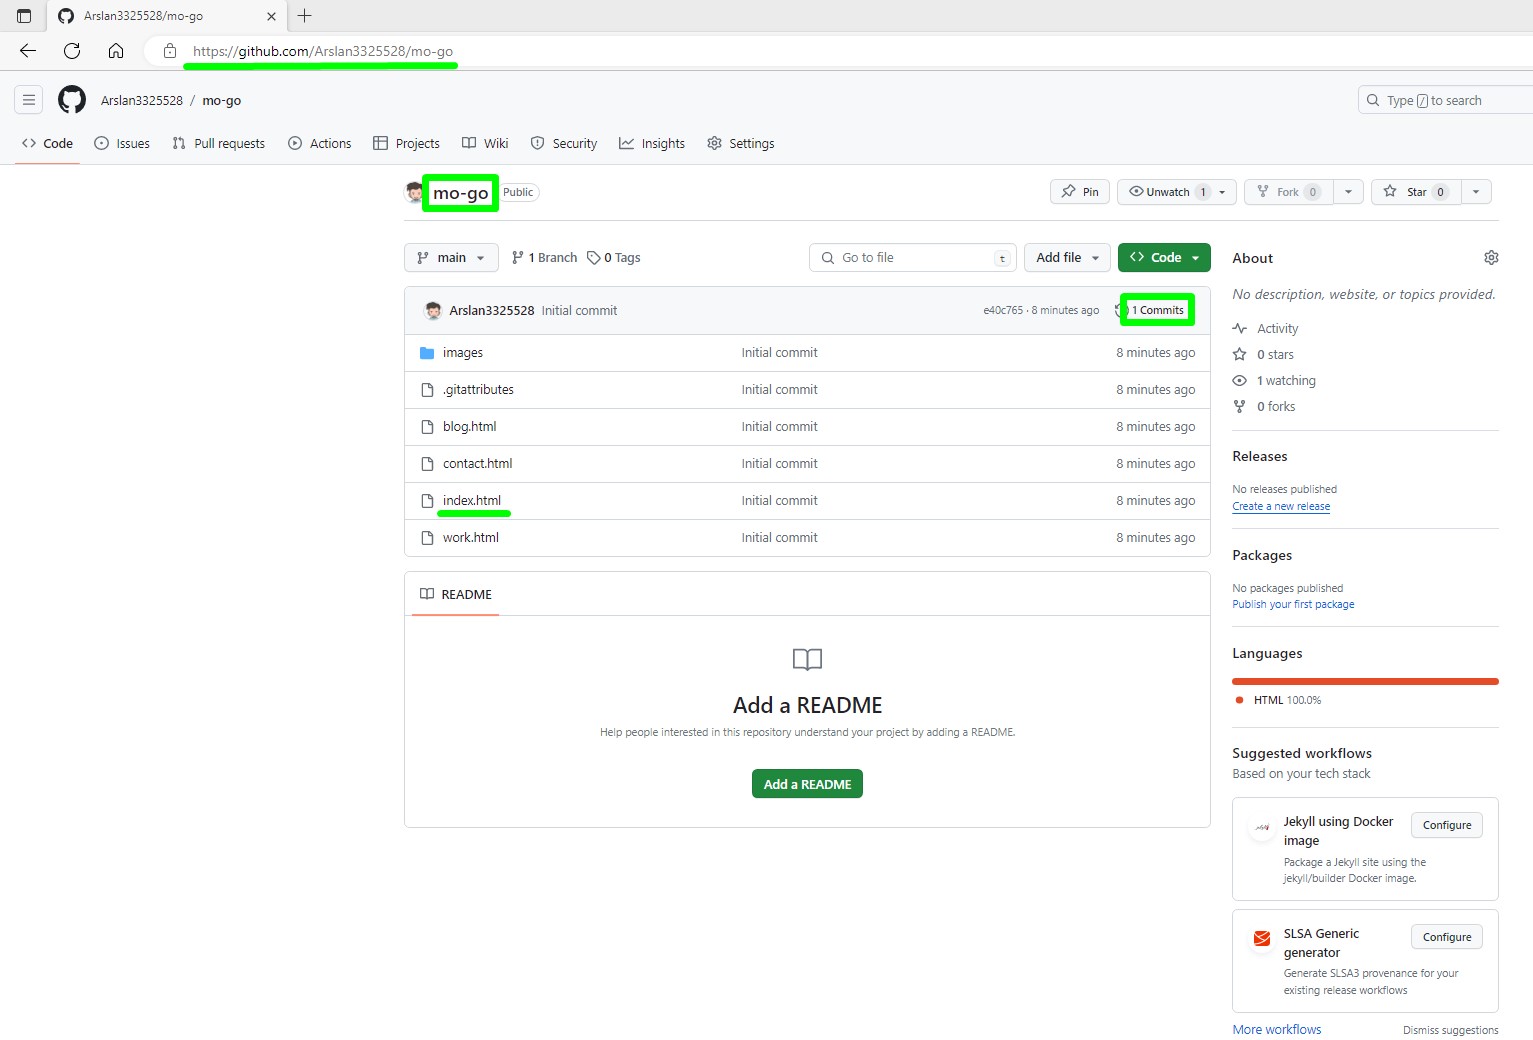 Arslan3325528/mo-go
https://github.com/Arslan3325528/mo-go
Arslan3325528 / mo-go
Type / to search
Code Issues Pull requests Actions Projects Wiki Security Insights Settings
mo-go Public
Pin Unwatch 1 Fork 0 Star 0
main 1 Branch 0 Tags Go to file t Add file Code
Arslan3325528 Initial commit e40c765 · 8 minutes ago 1 Commits
images Initial commit 8 minutes ago
.gitattributes Initial commit 8 minutes ago
blog.html Initial commit 8 minutes ago
contact.html Initial commit 8 minutes ago
index.html Initial commit 8 minutes ago
work.html Initial commit 8 minutes ago
README
Add a README
Help people interested in this repository understand your project by adding a README.
Add a README
About
No description, website, or topics provided.
Activity
0 stars
1 watching
0 forks
Releases
No releases published
Create a new release
Packages
No packages published
Publish your first package
Languages
HTML 100.0%
Suggested workflows
Based on your tech stack
Jekyll using Docker
image
Configure
Package a Jekyll site using the
jekyll/builder Docker image.
SLSA Generic
generator
Configure
Generate SLSA3 provenance for your
existing release workflows
More workflows Dismiss suggestions